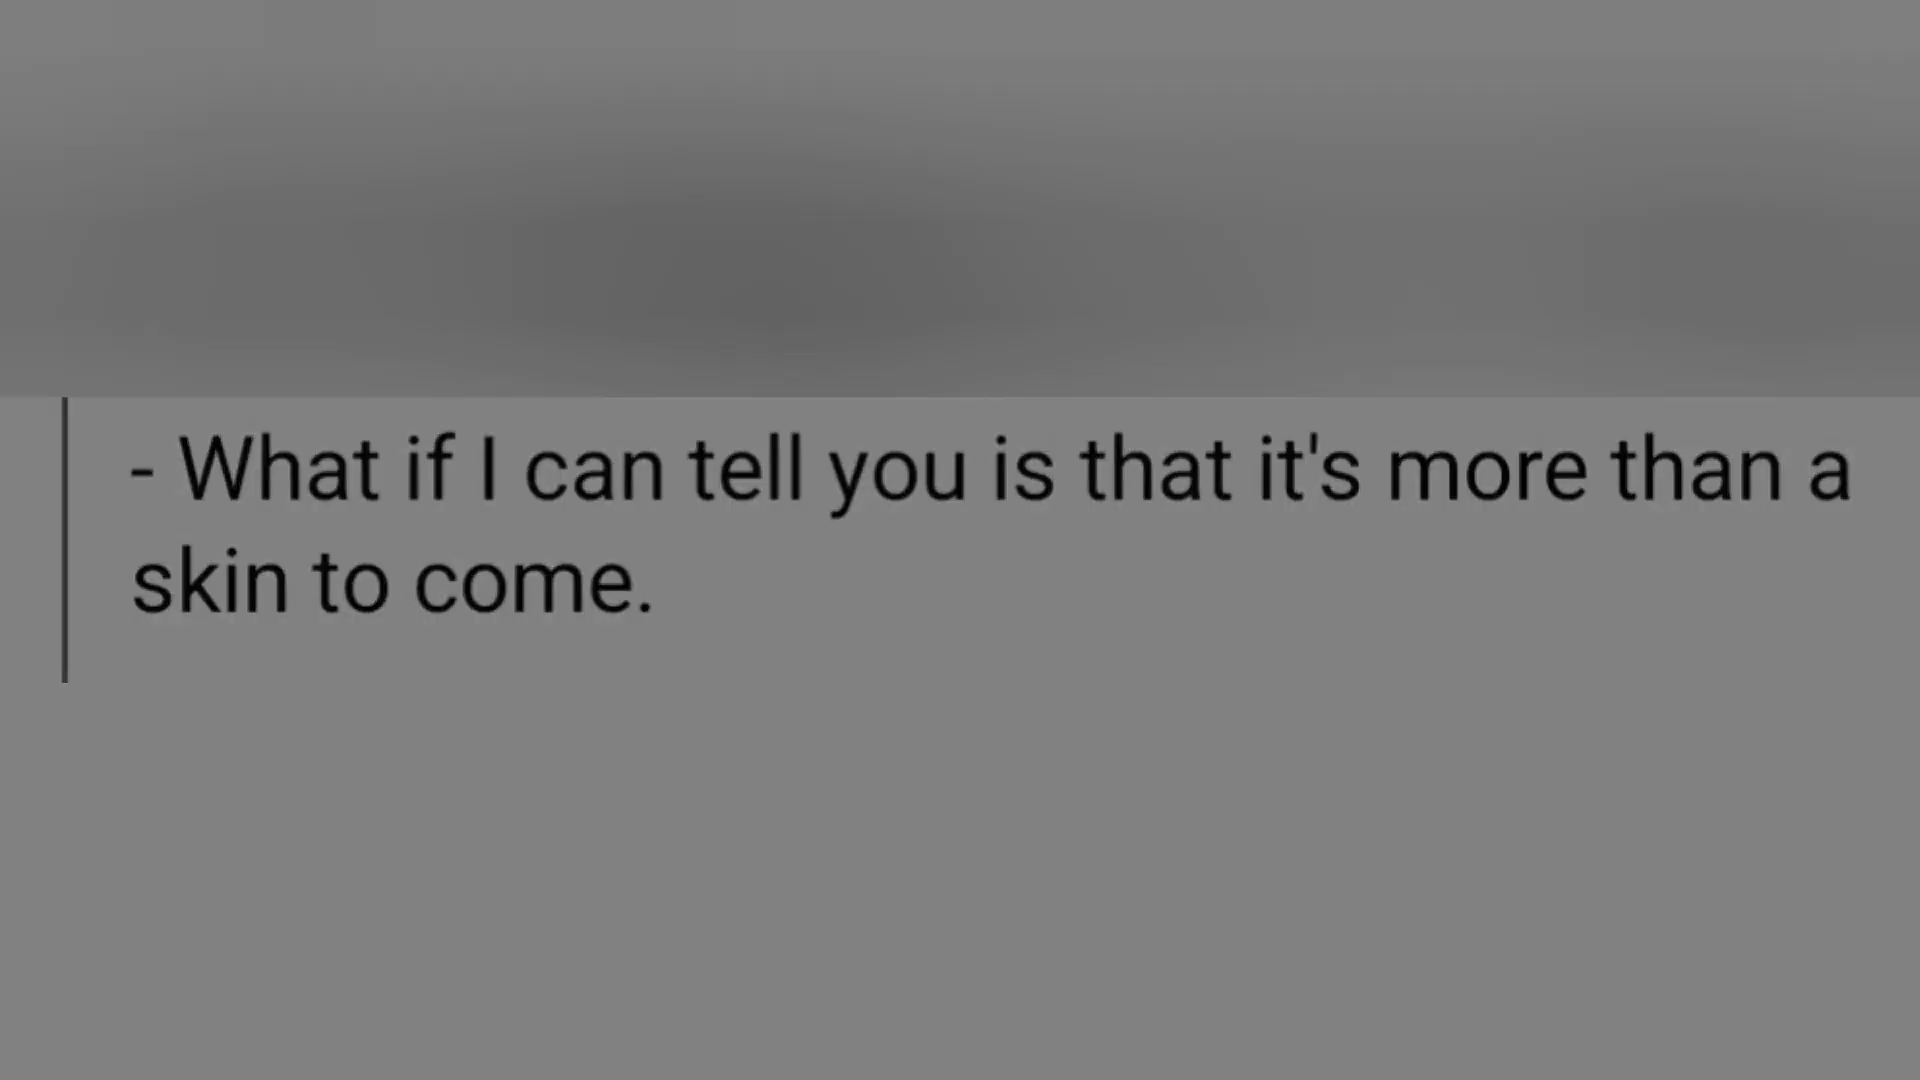 - What if I can tell you is that it's more than a
skin to come.